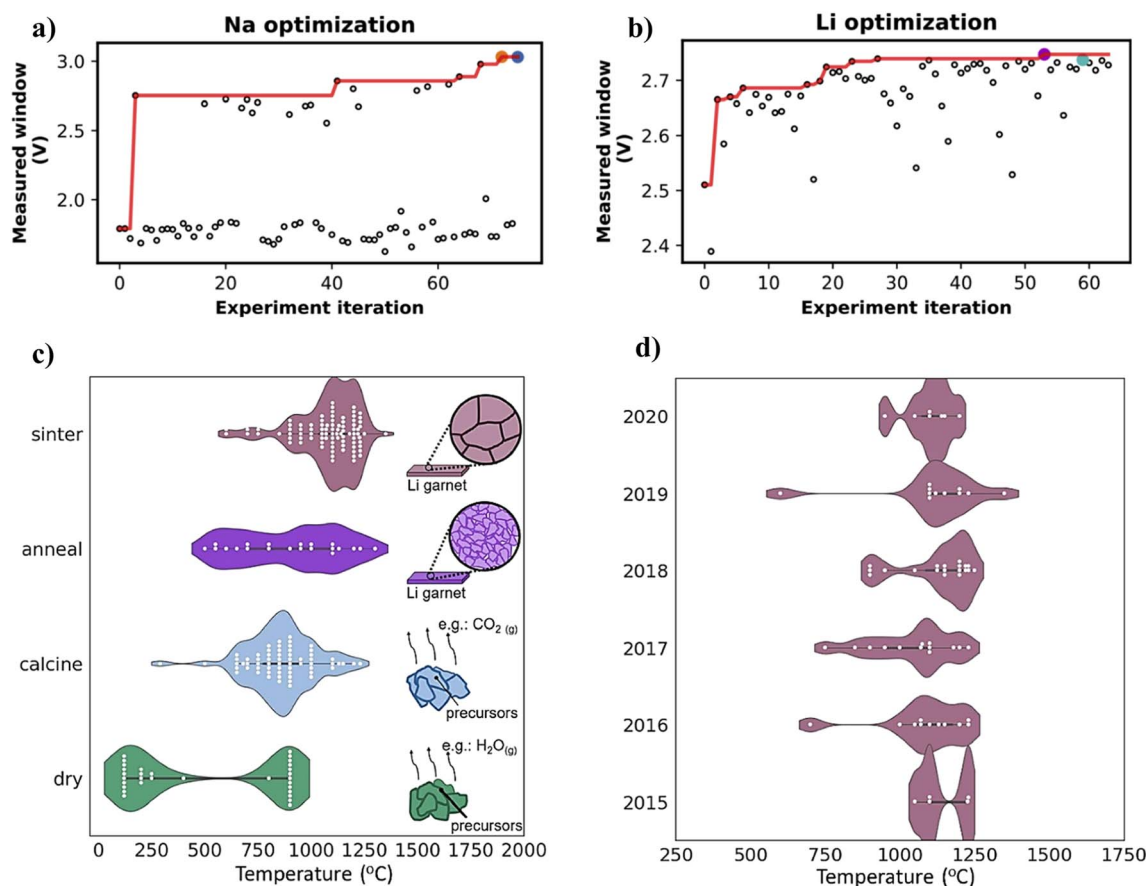 a)
Na optimization
3.0
2.5
2.0
Measured window
(V)
0
20
40
60
Experiment iteration
b)
Li optimization
2.7
2.6
2.5
2.4
Measured window
(V)
0
10
20
30
40
50
60
Experiment iteration
c)
sinter
Li garnet
anneal
Li garnet
calcine
e.g.: CO₂ (g)
precursors
dry
e.g.: H₂O(g)
precursors
0
250
500
750
1000
1250
1500
1750
2000
Temperature (°C)
d)
2020
2019
2018
2017
2016
2015
250
500
750
1000
1250
1500
1750
Temperature (°C)